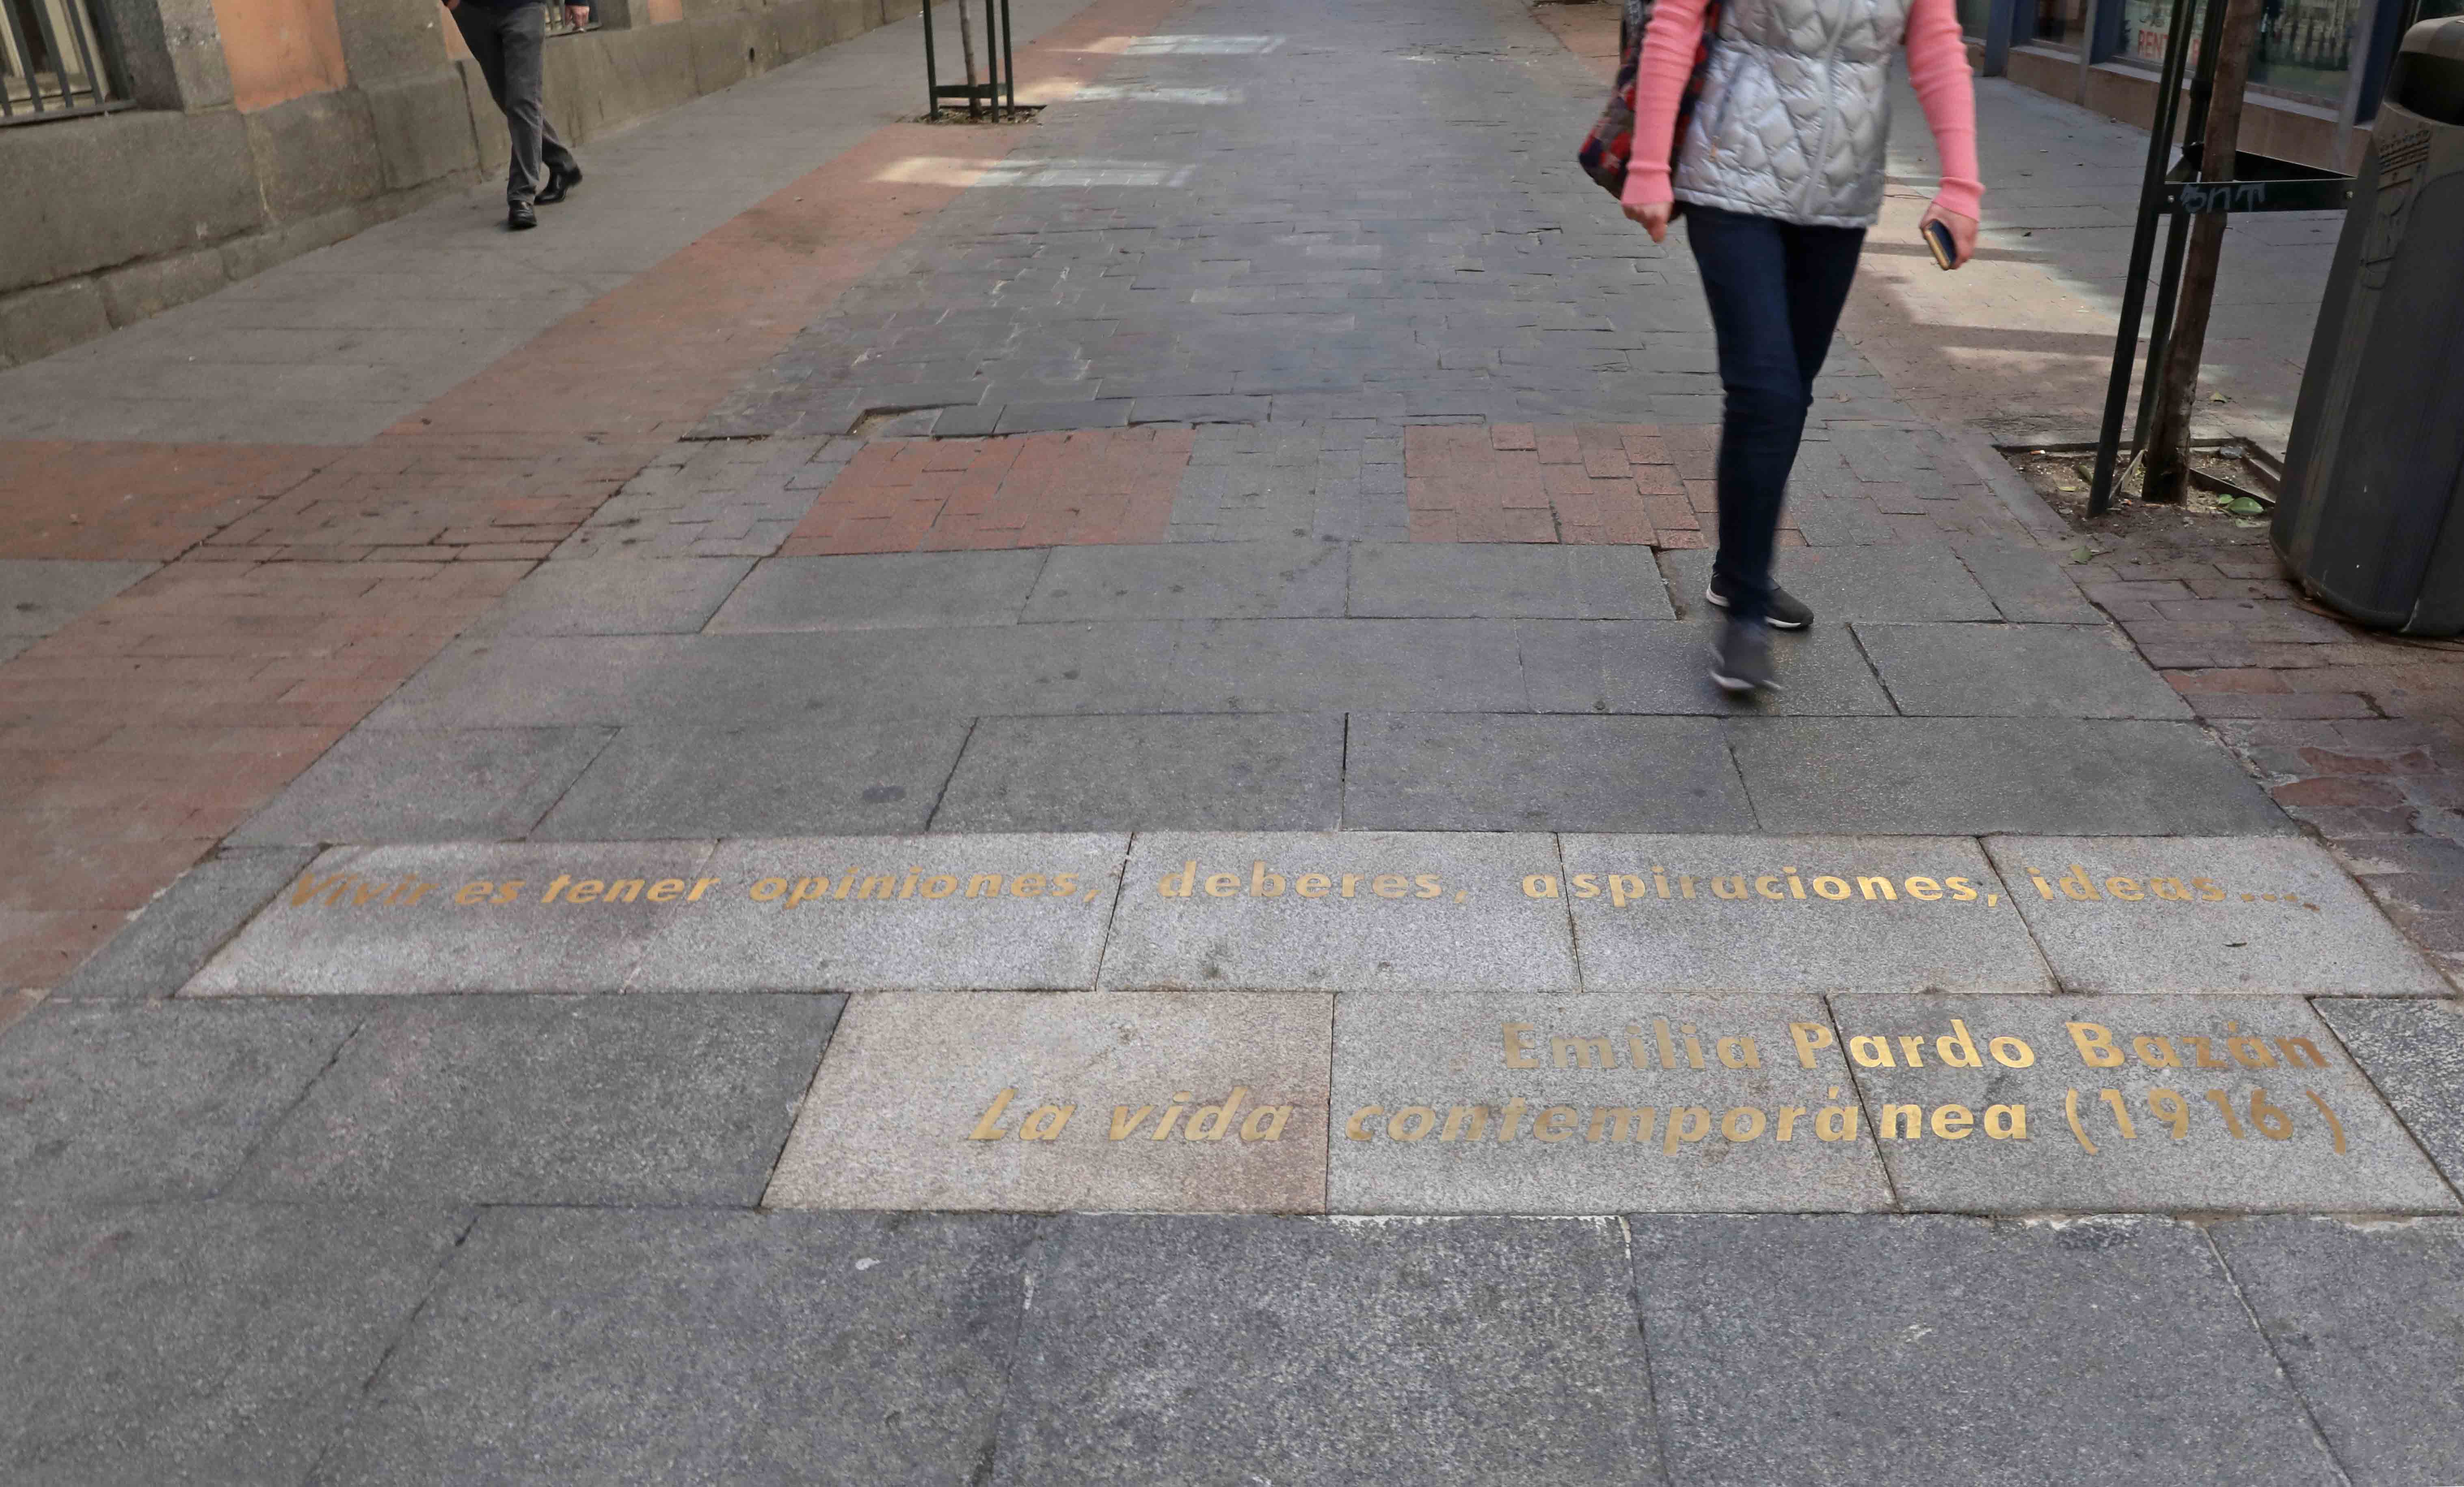 Vivir es tener opiniones, deberes, aspiraciones, ideas....
Emilia Pardo Bazán
La vida contemporánea (1916)